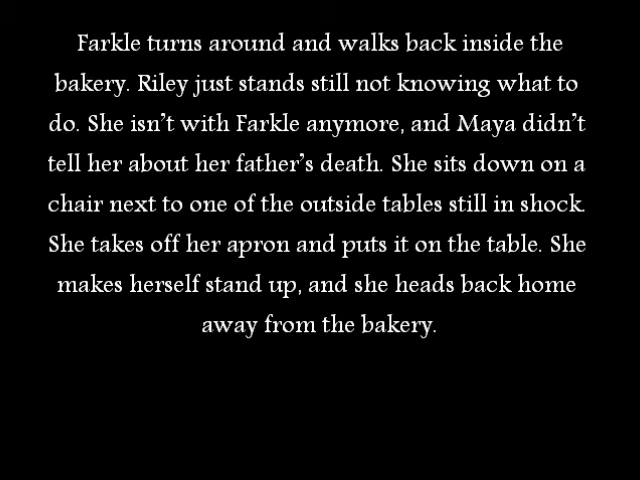 Farkle turns around and walks back inside the
bakery. Riley just stands still not knowing what to
do. She isn't with Farkle anymore, and Maya didn't
tell her about her father's death. She sits down on a
chair next to one of the outside tables still in shock.
She takes off her apron and puts it on the table. She
makes herself stand up, and she heads back home
away from the bakery.